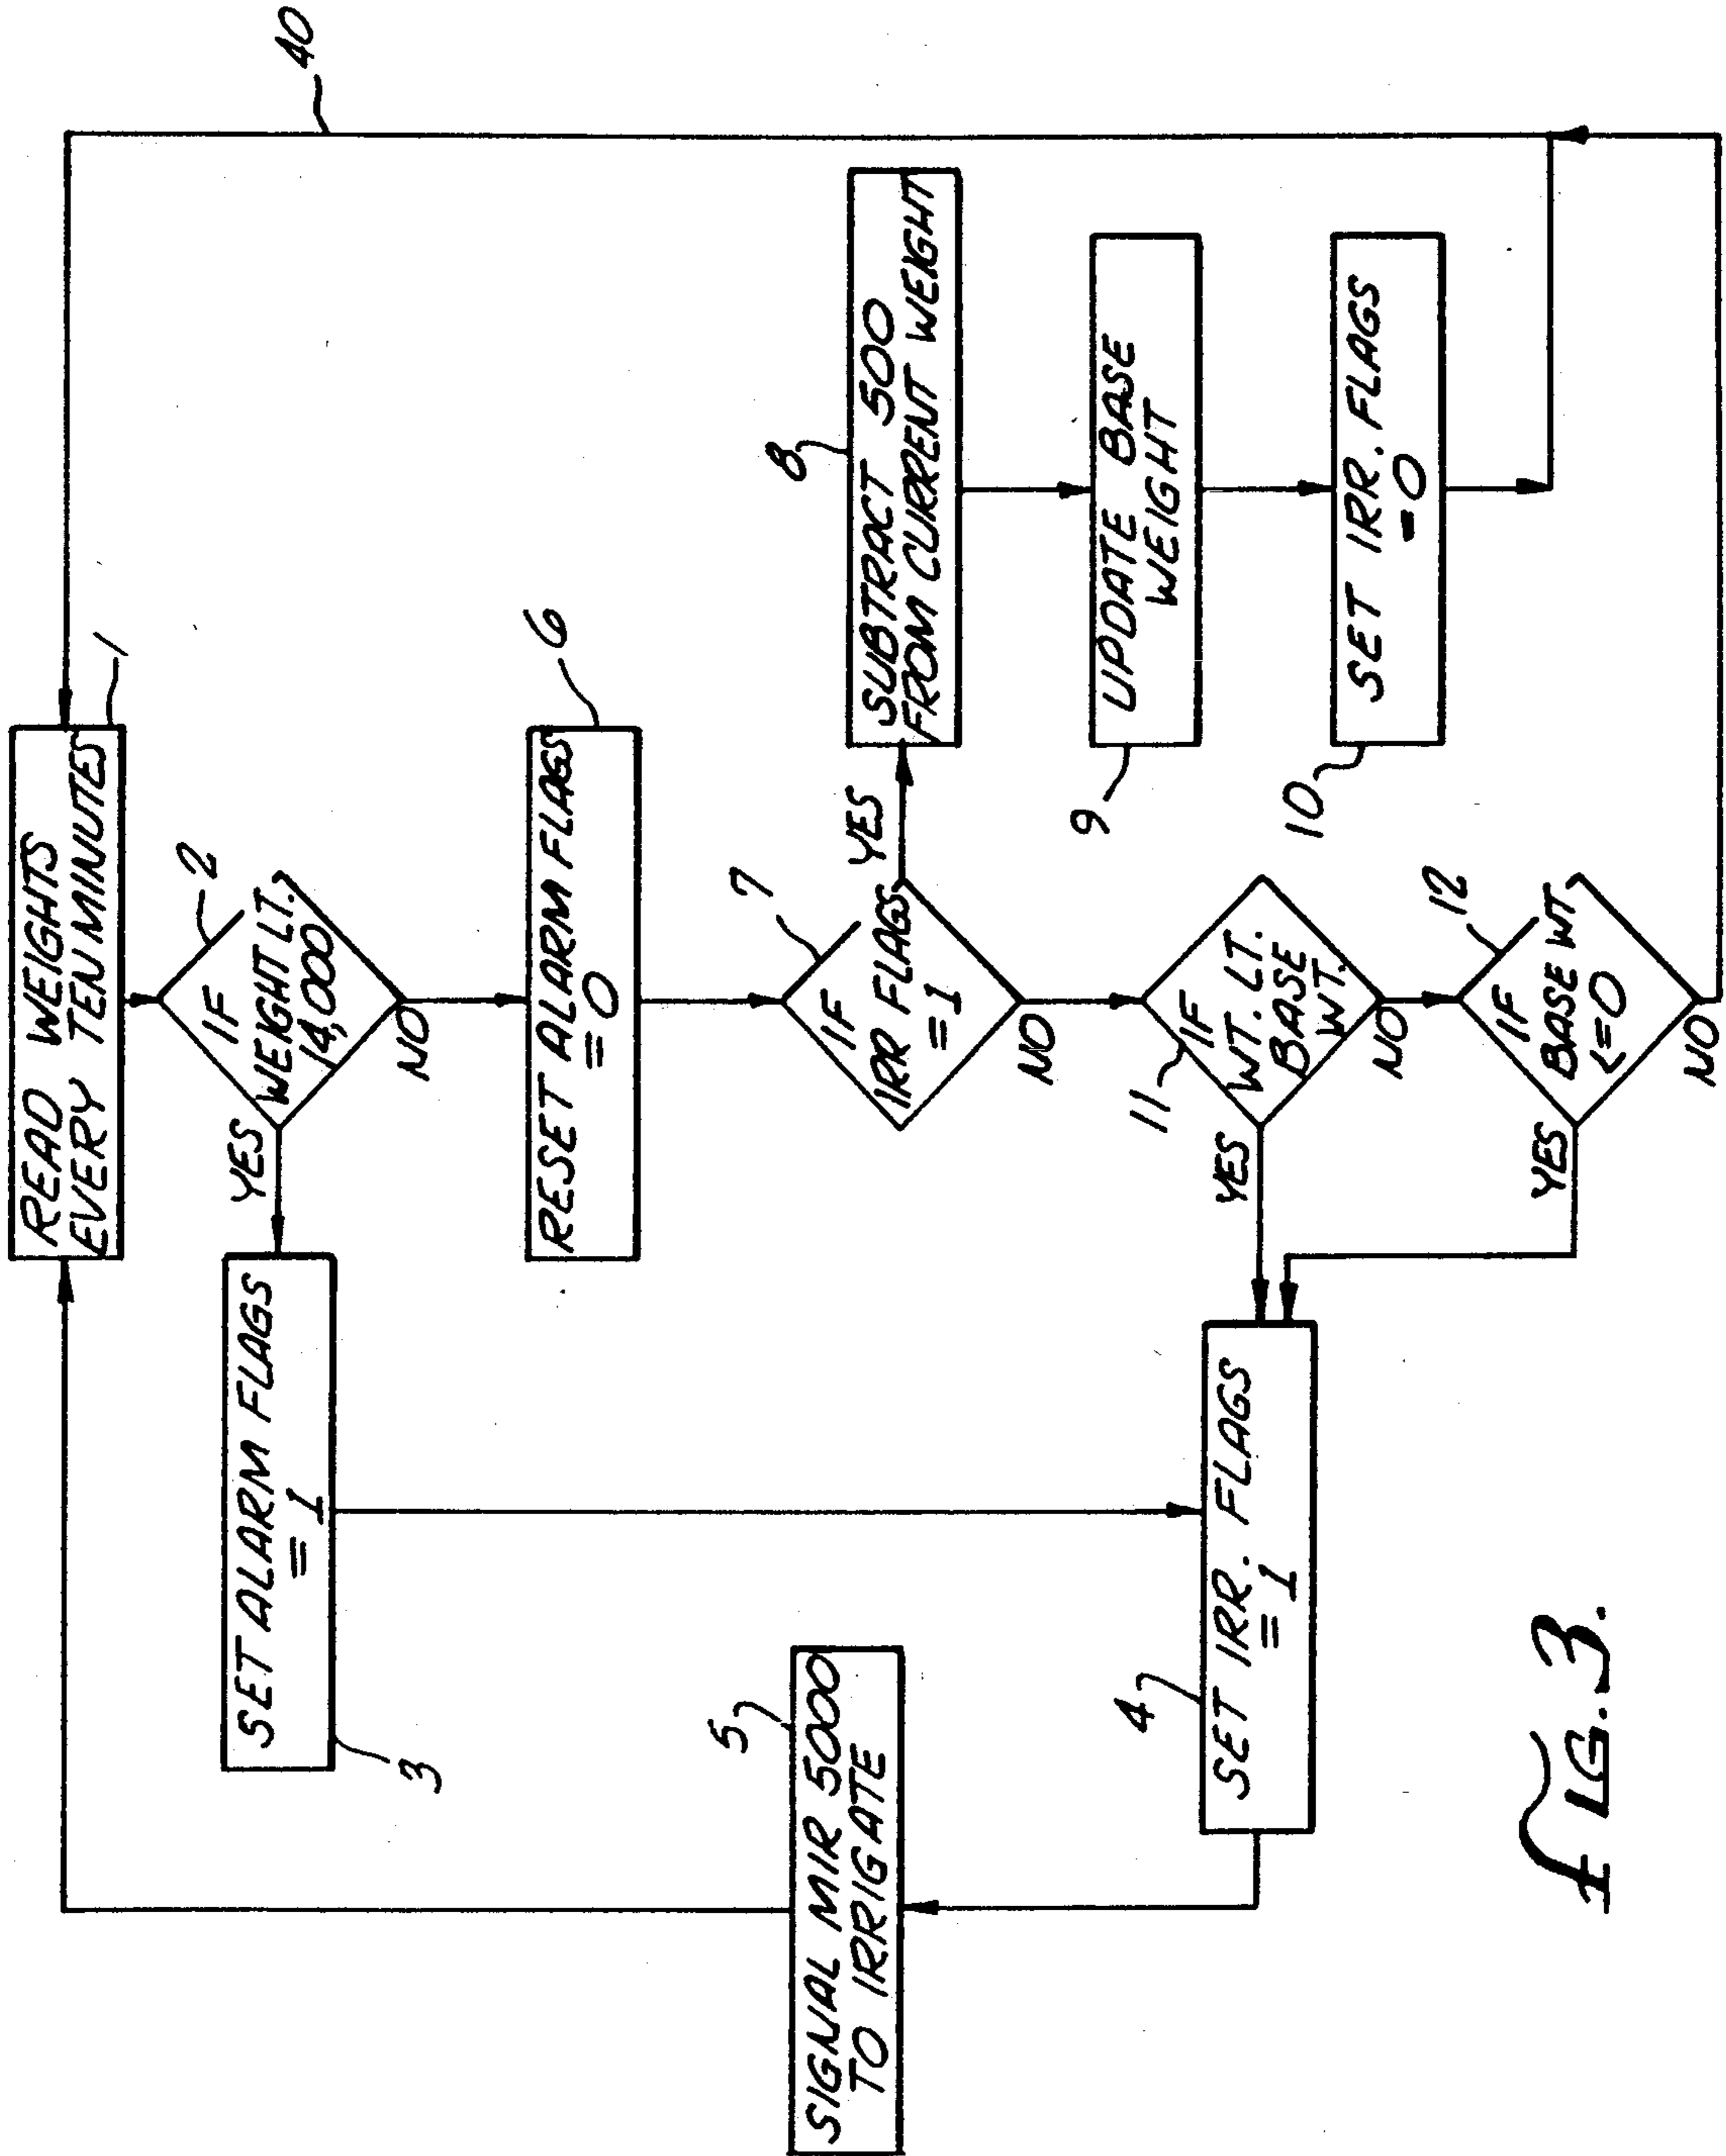 40
READ WEIGHTS
EVERY TEN MINUTES
1
2
IF
WEIGHT LT.
14,000
YES
NO
SET ALARM FLAGS
= 1
3
RESET ALARM FLAGS
= 0
6
7
IF
IRR FLAGS
= 1
YES
NO
8
SUBTRACT 500
FROM CURRENT WEIGHT
SIGNAL MIR 5000
TO IRRIGATE
5
UPDATE BASE
WEIGHT
9
11
IF
WT. LT.
BASE
WT.
YES
NO
4
SET IRR. FLAGS
= 1
SET IRR. FLAGS
= 0
10
12
IF
BASE WT
<=0
YES
NO
FIG. 3.